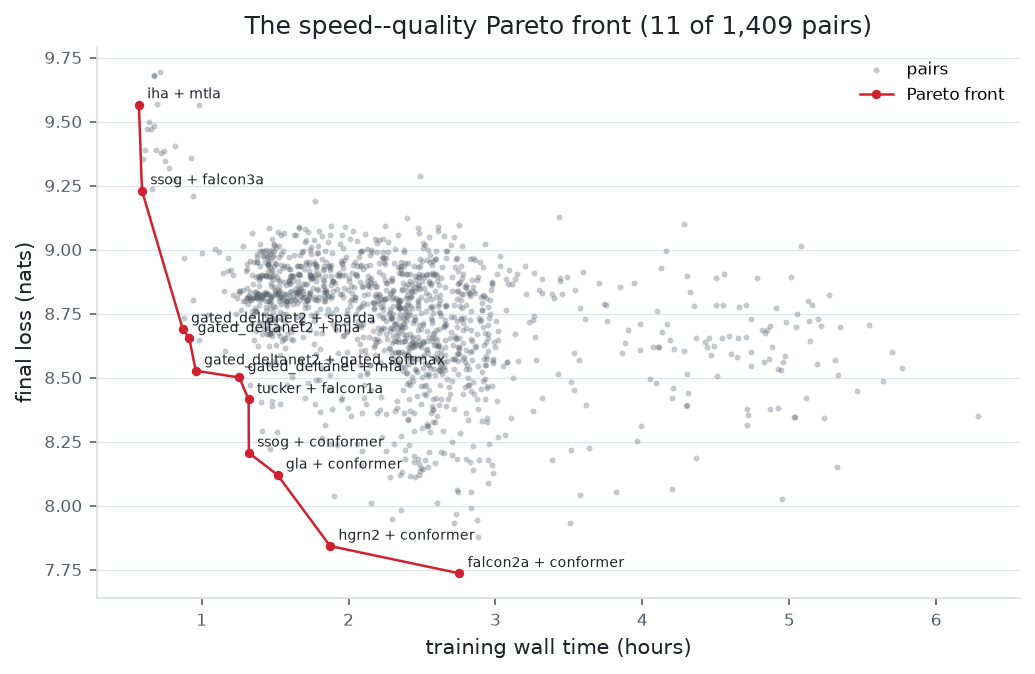 The speed--quality Pareto front (11 of 1,409 pairs)
pairs
Pareto front
final loss (nats)
9.75
9.50
9.25
9.00
8.75
8.50
8.25
8.00
7.75
iha + mtla
ssog + falcon3a
gated_deltanet2 + sparda
gated_deltanet2 + mla
gated_deltanet2 + gated_softmax
gated_deltanet + mla
tucker + falcon1a
ssog + conformer
gla + conformer
hgrn2 + conformer
falcon2a + conformer
1 2 3 4 5 6
training wall time (hours)